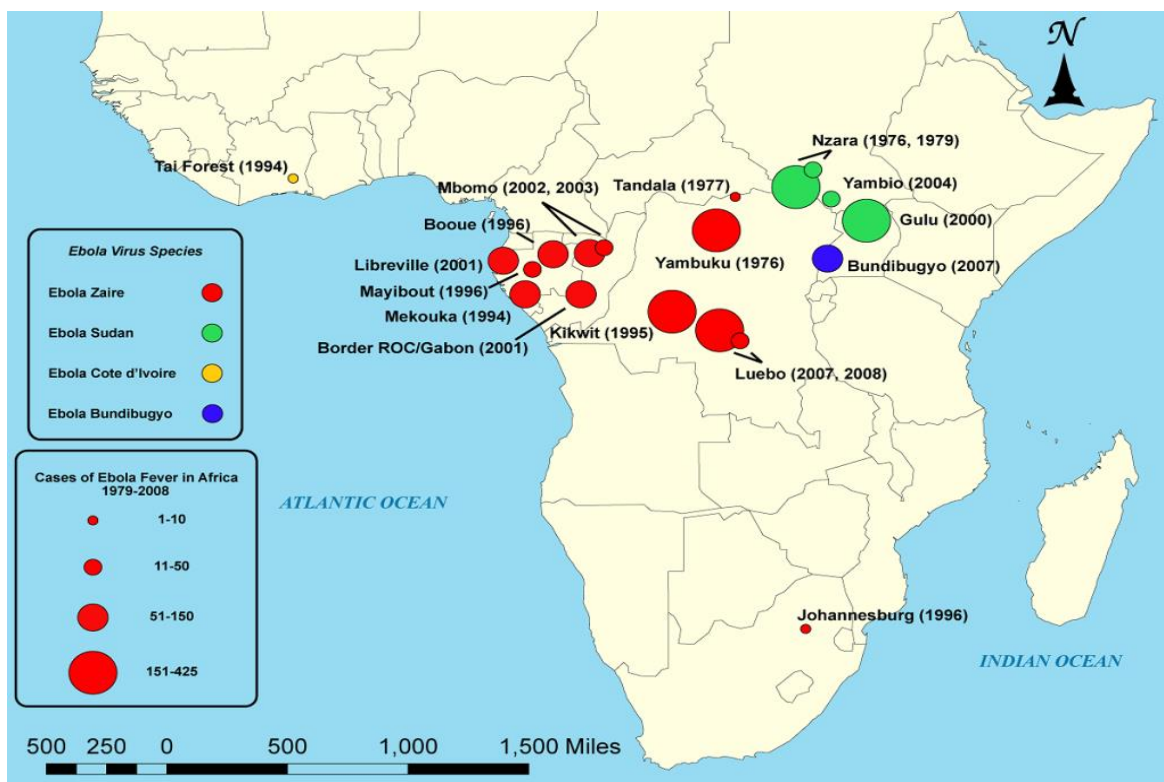 N
Nzara (1976, 1979)
Tai Forest (1994)
Mbomo (2002, 2003)
Tandala (1977)
Yambio (2004)
Booue (1996)
Gulu (2000)
Libreville (2001)
Yambuku (1976)
Bundibugyo (2007)
Mayibout (1996)
Mekouka (1994)
Kikwit (1995)
Border ROC/Gabon (2001)
Luebo (2007, 2008)
Johannesburg (1996)
Ebola Virus Species
Ebola Zaire
Ebola Sudan
Ebola Cote d'Ivoire
Ebola Bundibugyo
Cases of Ebola Fever in Africa
1979-2008
1-10
11-50
51-150
151-425
ATLANTIC OCEAN
INDIAN OCEAN
500 250 0 500 1,000 1,500 Miles